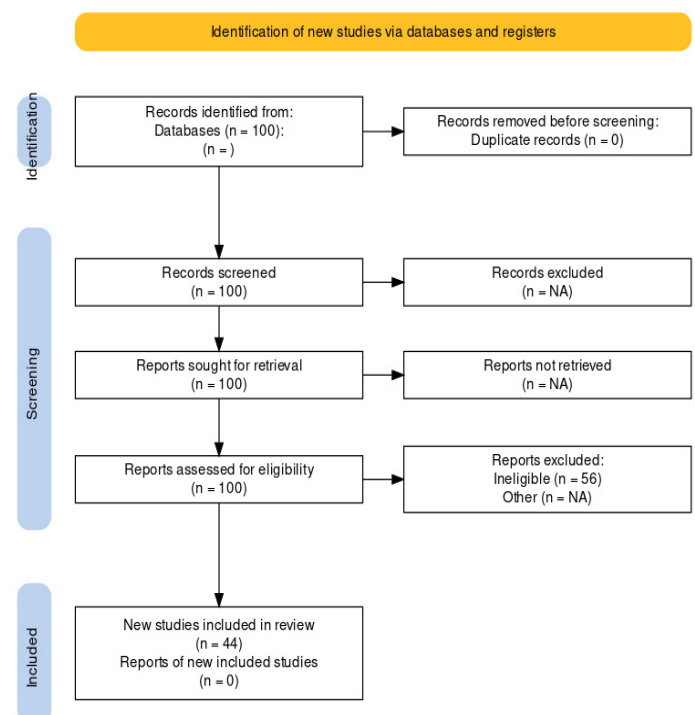 Identification of new studies via databases and registers
Identification
Records identified from:
Databases (n = 100):
(n = )
Records removed before screening:
Duplicate records (n = 0)
Screening
Records screened
(n = 100)
Records excluded
(n = NA)
Reports sought for retrieval
(n = 100)
Reports not retrieved
(n = NA)
Reports assessed for eligibility
(n = 100)
Reports excluded:
Ineligible (n = 56)
Other (n = NA)
Included
New studies included in review
(n = 44)
Reports of new included studies
(n = 0)